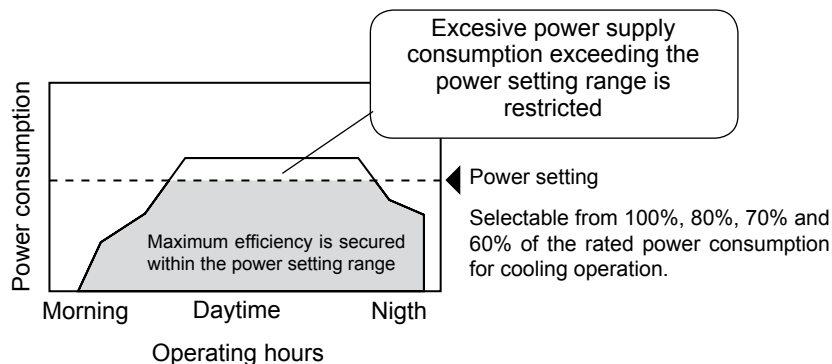 Excesive power supply
consumption exceeding the
power setting range is
restricted
Power consumption
Power setting
Selectable from 100%, 80%, 70% and
60% of the rated power consumption
for cooling operation.
Maximum efficiency is secured
within the power setting range
Morning Daytime Nigth
Operating hours